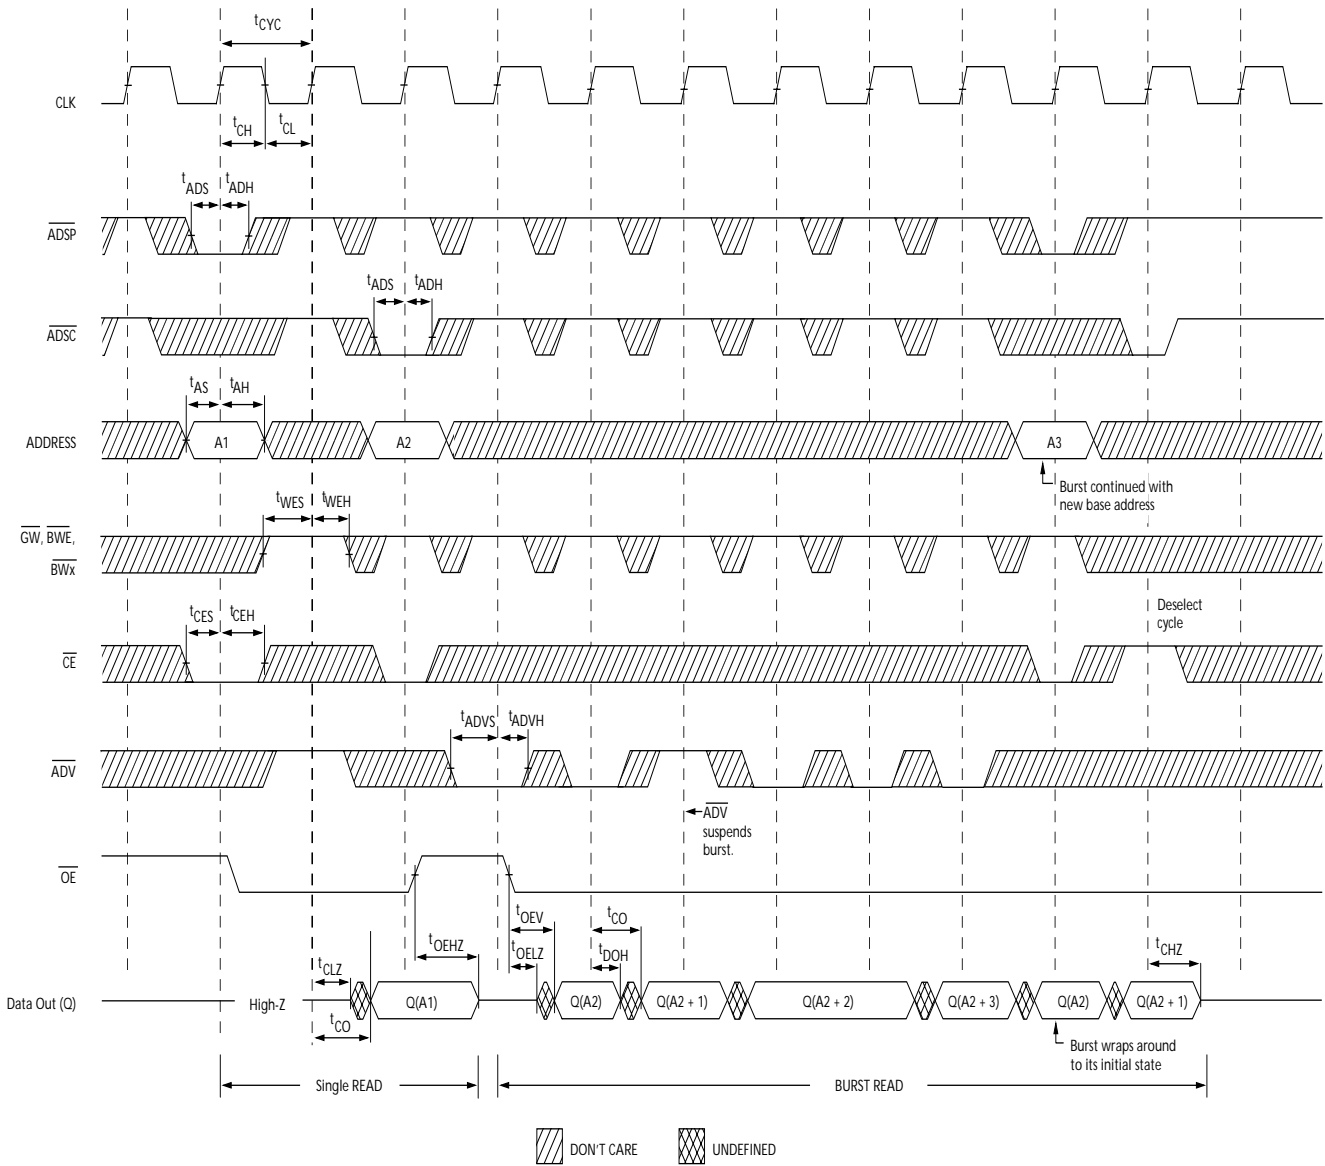 tCYC
CLK
tCH
tCL
tADS
tADH
ADSP
tADS
tADH
ADSC
tAS
tAH
ADDRESS
A1
A2
A3
Burst continued with
new base address
tWES
tWEH
GW, BWE,
BWx
Deselect
cycle
tCES
tCEH
CE
tADVS
tADVH
ADV
ADV
suspends
burst.
OE
tOEV
tCO
tOEHZ
tOELZ
tDOH
tCHZ
tCLZ
Data Out (Q)
High-Z
Q(A1)
Q(A2)
Q(A2 + 1)
Q(A2 + 2)
Q(A2 + 3)
Q(A2)
Q(A2 + 1)
tCO
Burst wraps around
to its initial state
Single READ
BURST READ
DON'T CARE
UNDEFINED